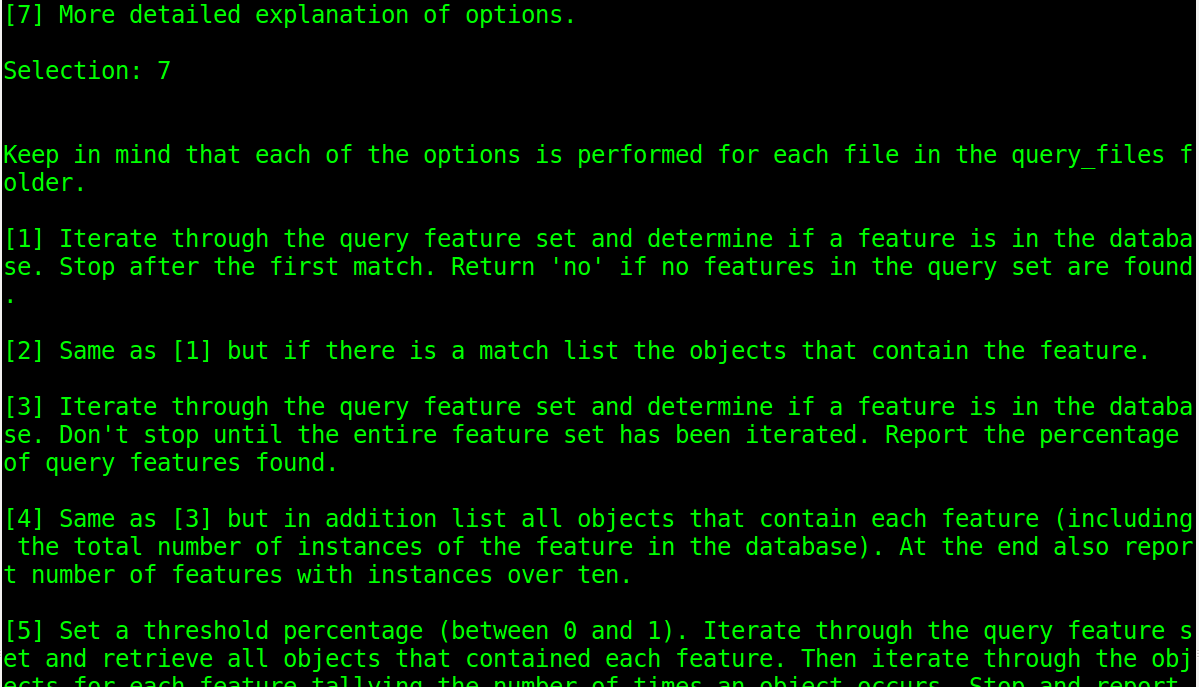 [7] More detailed explanation of options.
Selection: 7
Keep in mind that each of the options is performed for each file in the query_files f
older.
[1] Iterate through the query feature set and determine if a feature is in the databa
se. Stop after the first match. Return 'no' if no features in the query set are found
.
[2] Same as [1] but if there is a match list the objects that contain the feature.
[3] Iterate through the query feature set and determine if a feature is in the databa
se. Don't stop until the entire feature set has been iterated. Report the percentage
of query features found.
[4] Same as [3] but in addition list all objects that contain each feature (including
 the total number of instances of the feature in the database). At the end also repor
t number of features with instances over ten.
[5] Set a threshold percentage (between 0 and 1). Iterate through the query feature s
et and retrieve all objects that contained each feature. Then iterate through the obj
ects for each feature tallying the number of times an object occurs. Stop and report